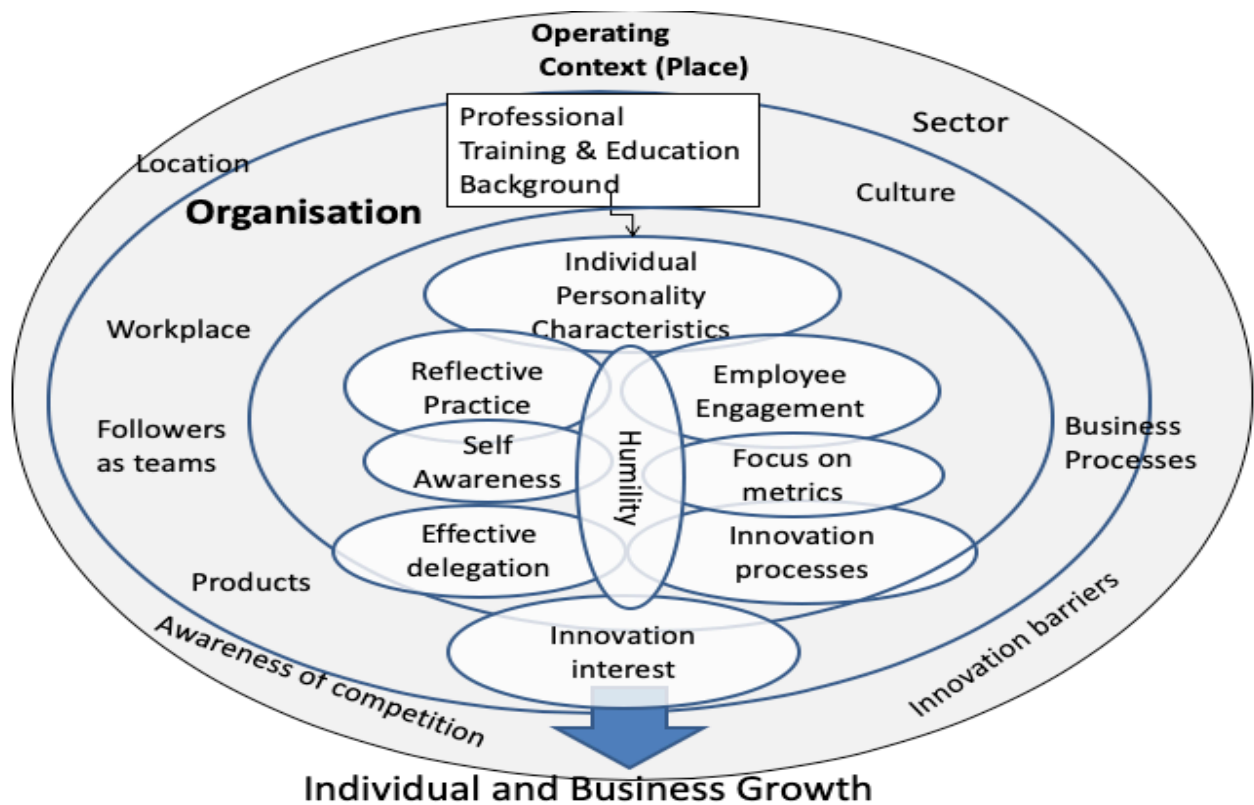 Operating
Context (Place)
Professional
Training & Education
Background
Sector
Location
Culture
Organisation
Individual
Personality
Characteristics
Workplace
Reflective
Practice
Employee
Engagement
Followers
as teams
Self
Awareness
Humility
Focus on
metrics
Business
Processes
Effective
delegation
Innovation
processes
Products
Awareness of competition
Innovation barriers
Innovation
interest
Individual and Business Growth